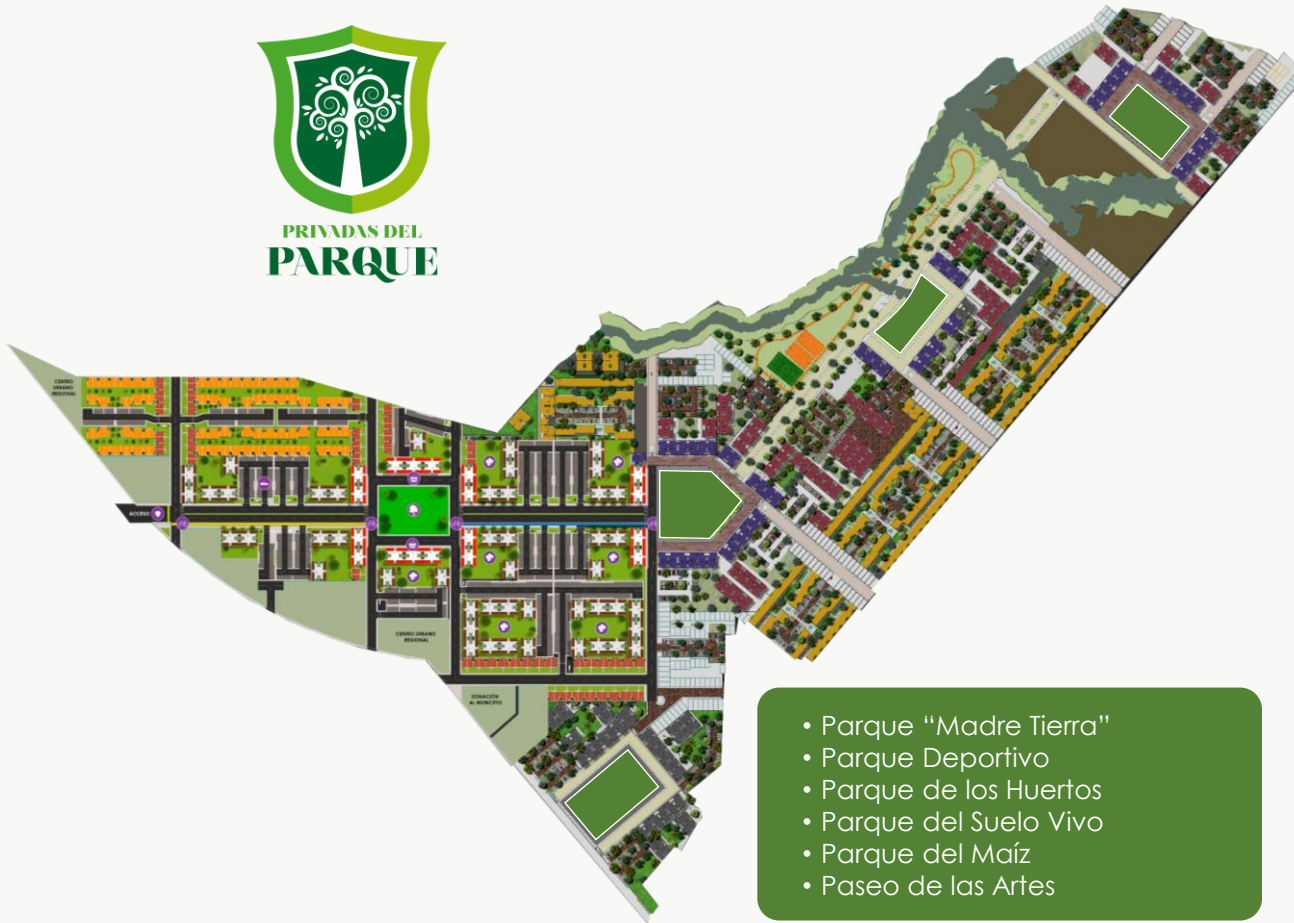 PRIVADAS DEL
PARQUE
CENTRO
URBANO
REGIONAL
ACCESO
CENTRO URBANO
REGIONAL
DONACIÓN
AL MUNICIPIO
• Parque “Madre Tierra”
• Parque Deportivo
• Parque de los Huertos
• Parque del Suelo Vivo
• Parque del Maíz
• Paseo de las Artes